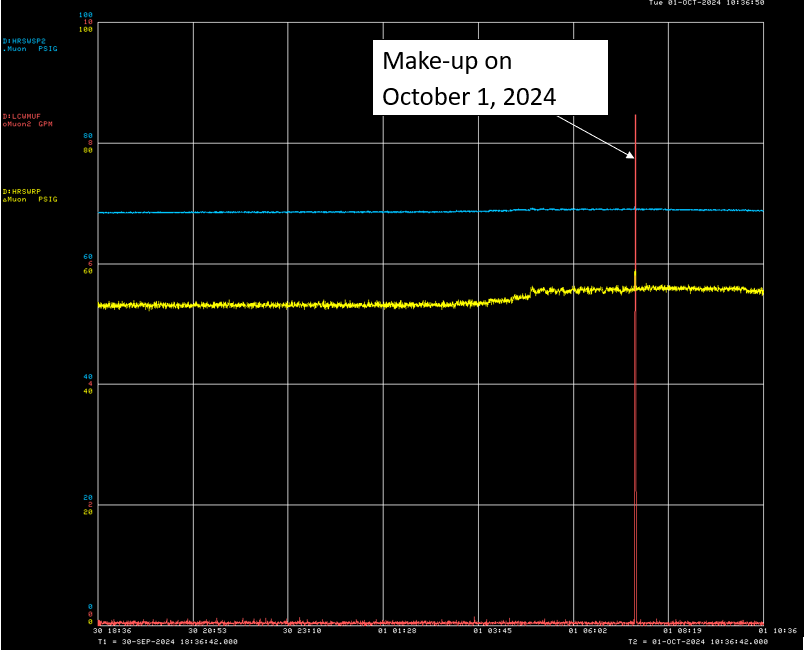 Tue 01-OCT-2024 10:36:50
100
10
100
D:HRSWSP2
.Muon PSIG
Make-up on
October 1, 2024
D:LCWMUF
oMuon2 GPM
80
8
80
D:HRSWRP
aMuon PSIG
60
6
60
40
4
40
20
2
20
0
0
0
30 18:36 30 20:53 30 23:10 01 01:28 01 03:45 01 06:02 01 08:19 01 10:36
T1 = 30-SEP-2024 18:36:42.000 T2 = 01-OCT-2024 10:36:42.000